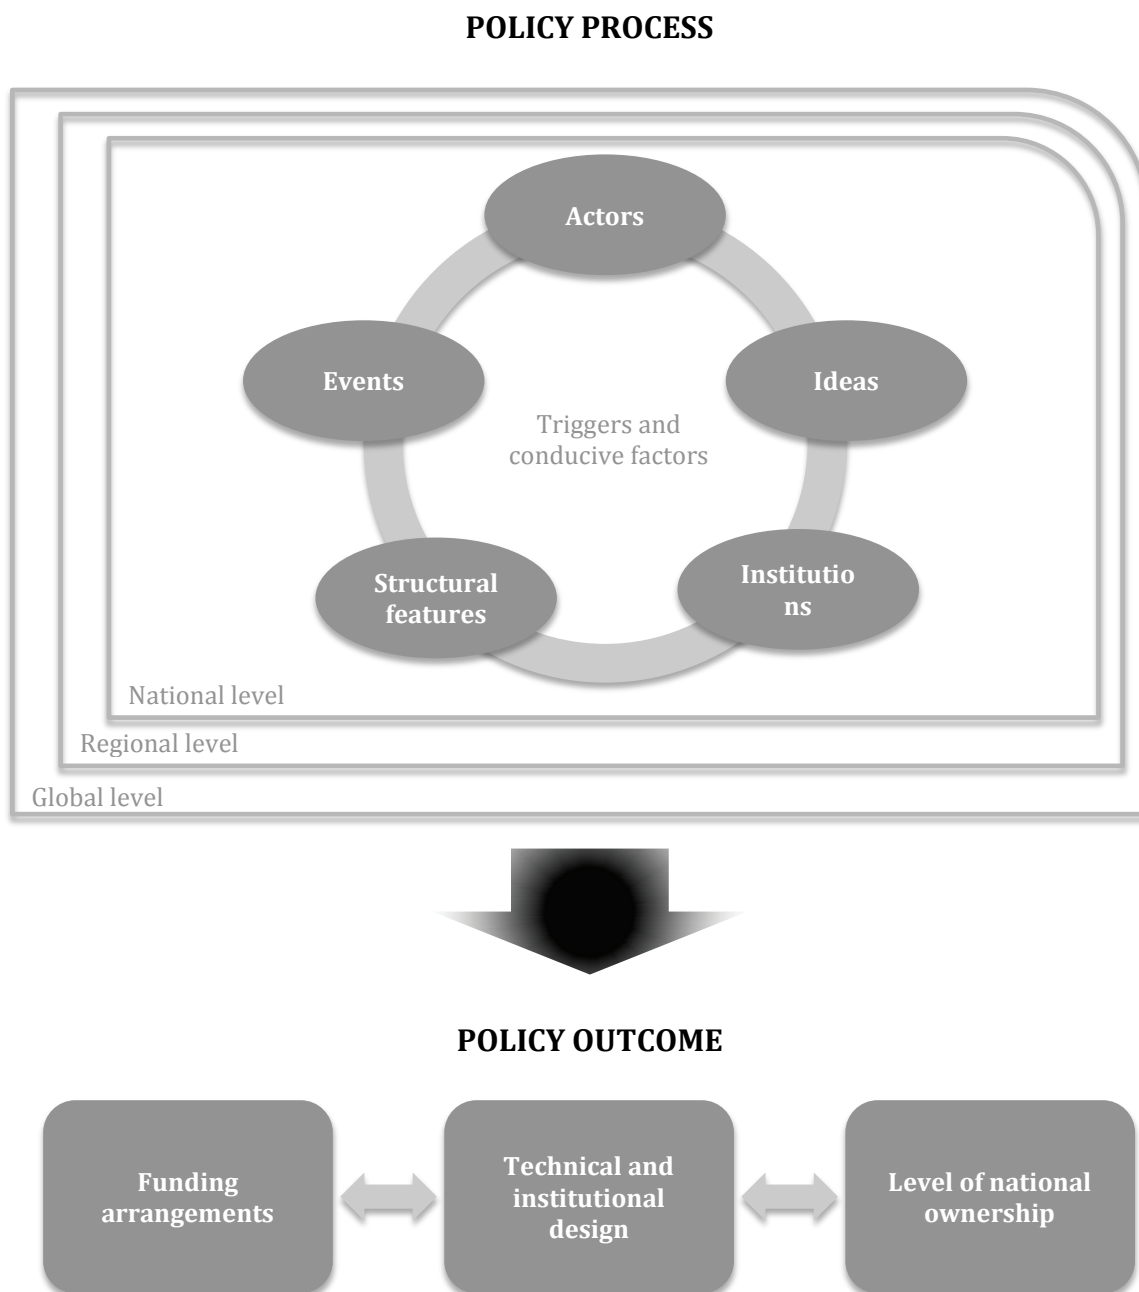 POLICY PROCESS
Actors
Events
Ideas
Triggers and
conducive factors
Structural
features
Institutio
ns
National level
Regional level
Global level
POLICY OUTCOME
Funding
arrangements
Technical and
institutional
design
Level of national
ownership